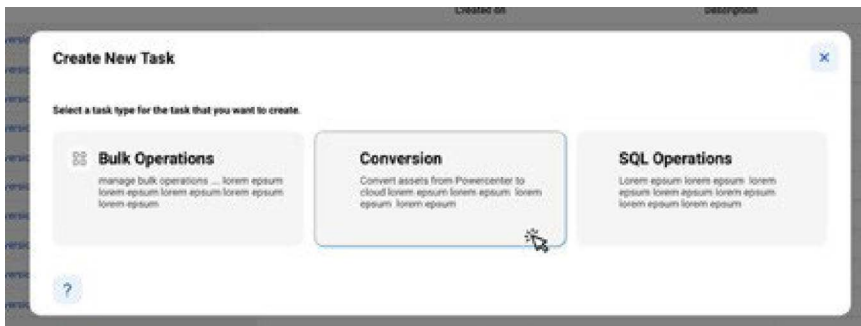 Created on Description
Create New Task
×
Select a task type for the task that you want to create.
Bulk Operations
manage bulk operations ... lorem epsum
lorem epsum lorem epsum lorem epsum
lorem epsum
Conversion
Convert assets from Powercenter to
cloud lorem epsum lorem epsum lorem
epsum lorem epsum
SQL Operations
Lorem epsum lorem epsum lorem
epsum lorem epsum lorem epsum
lorem epsum lorem epsum
?